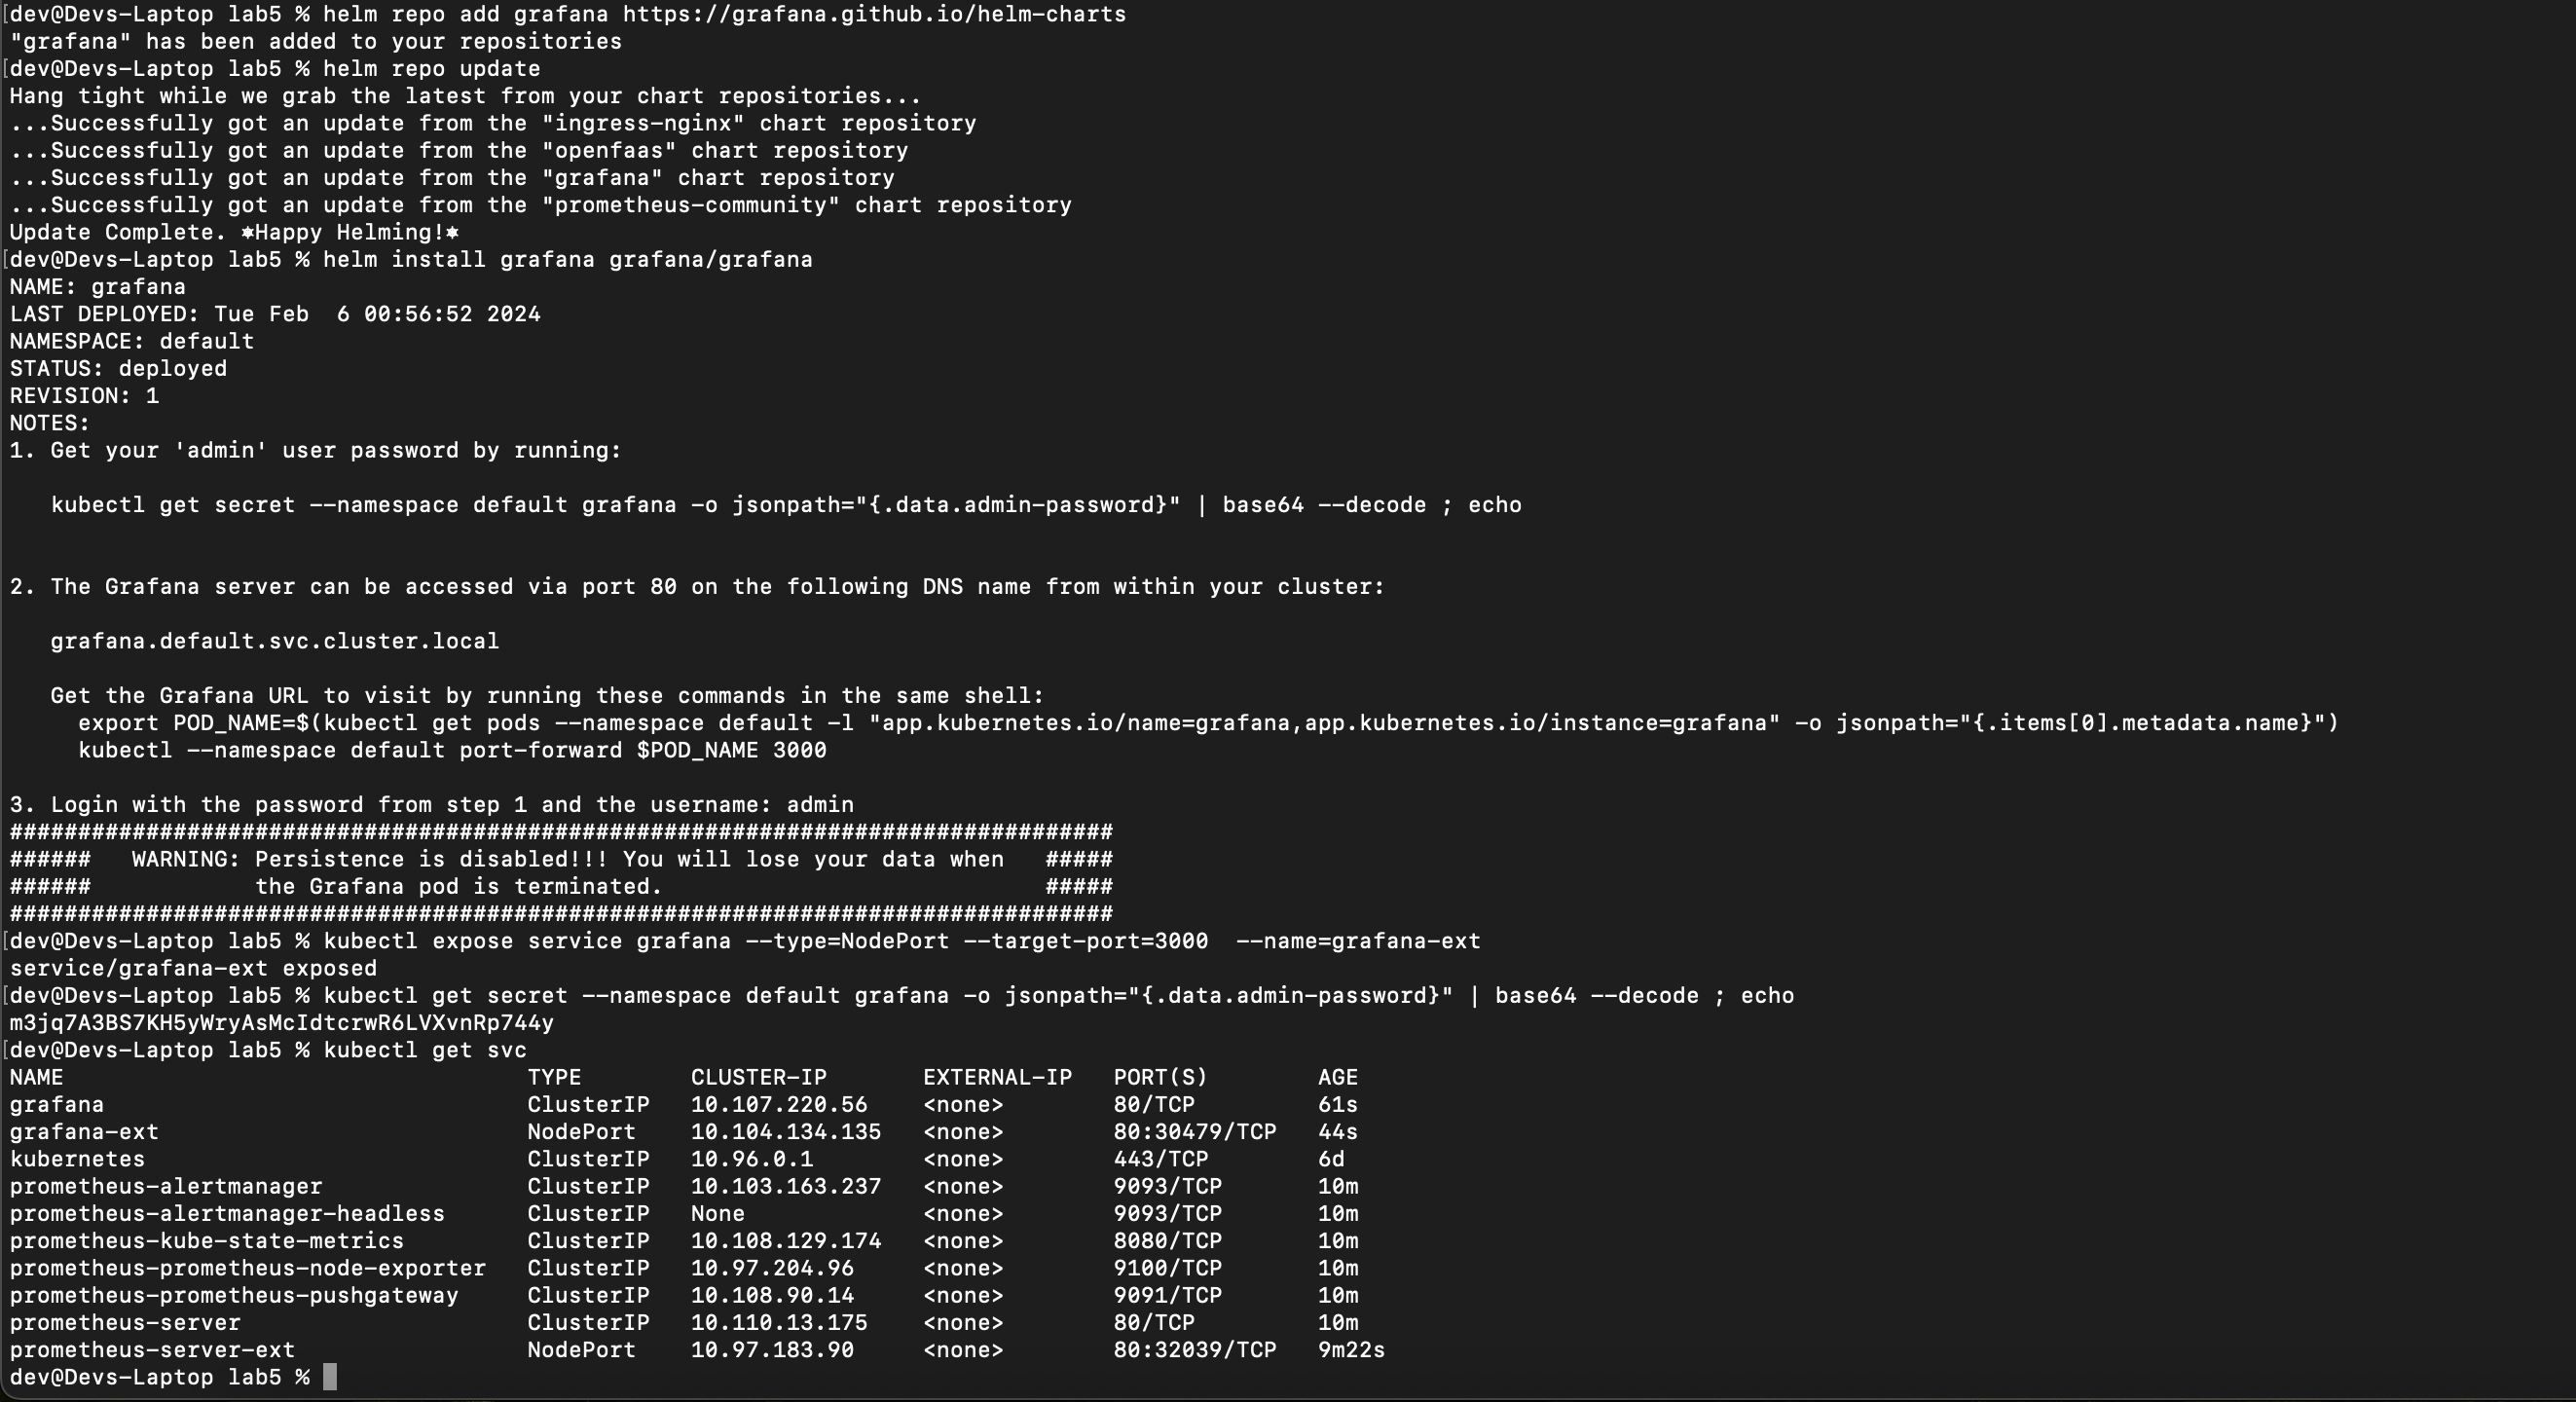 [dev@Devs-Laptop lab5 % helm repo add grafana https://grafana.github.io/helm-charts
"grafana" has been added to your repositories
[dev@Devs-Laptop lab5 % helm repo update
Hang tight while we grab the latest from your chart repositories...
...Successfully got an update from the "ingress-nginx" chart repository
...Successfully got an update from the "openfaas" chart repository
...Successfully got an update from the "grafana" chart repository
...Successfully got an update from the "prometheus-community" chart repository
Update Complete. ⎈Happy Helming!⎈
[dev@Devs-Laptop lab5 % helm install grafana grafana/grafana
NAME: grafana
LAST DEPLOYED: Tue Feb  6 00:56:52 2024
NAMESPACE: default
STATUS: deployed
REVISION: 1
NOTES:
1. Get your 'admin' user password by running:
   kubectl get secret --namespace default grafana -o jsonpath="{.data.admin-password}" | base64 --decode ; echo
2. The Grafana server can be accessed via port 80 on the following DNS name from within your cluster:
   grafana.default.svc.cluster.local
   Get the Grafana URL to visit by running these commands in the same shell:
     export POD_NAME=$(kubectl get pods --namespace default -l "app.kubernetes.io/name=grafana,app.kubernetes.io/instance=grafana" -o jsonpath="{.items[0].metadata.name}")
     kubectl --namespace default port-forward $POD_NAME 3000
3. Login with the password from step 1 and the username: admin
#################################################################################
######   WARNING: Persistence is disabled!!! You will lose your data when   #####
######            the Grafana pod is terminated.                            #####
#################################################################################
[dev@Devs-Laptop lab5 % kubectl expose service grafana --type=NodePort --target-port=3000  --name=grafana-ext
service/grafana-ext exposed
[dev@Devs-Laptop lab5 % kubectl get secret --namespace default grafana -o jsonpath="{.data.admin-password}" | base64 --decode ; echo
m3jq7A3BS7KH5yWryAsMcIdtcrwR6LVXvnRp744y
[dev@Devs-Laptop lab5 % kubectl get svc
NAME                                  TYPE        CLUSTER-IP       EXTERNAL-IP   PORT(S)        AGE
grafana                               ClusterIP   10.107.220.56    <none>        80/TCP         61s
grafana-ext                           NodePort    10.104.134.135   <none>        80:30479/TCP   44s
kubernetes                            ClusterIP   10.96.0.1        <none>        443/TCP        6d
prometheus-alertmanager               ClusterIP   10.103.163.237   <none>        9093/TCP       10m
prometheus-alertmanager-headless      ClusterIP   None             <none>        9093/TCP       10m
prometheus-kube-state-metrics         ClusterIP   10.108.129.174   <none>        8080/TCP       10m
prometheus-prometheus-node-exporter   ClusterIP   10.97.204.96     <none>        9100/TCP       10m
prometheus-prometheus-pushgateway     ClusterIP   10.108.90.14     <none>        9091/TCP       10m
prometheus-server                     ClusterIP   10.110.13.175    <none>        80/TCP         10m
prometheus-server-ext                 NodePort    10.97.183.90     <none>        80:32039/TCP   9m22s
dev@Devs-Laptop lab5 %